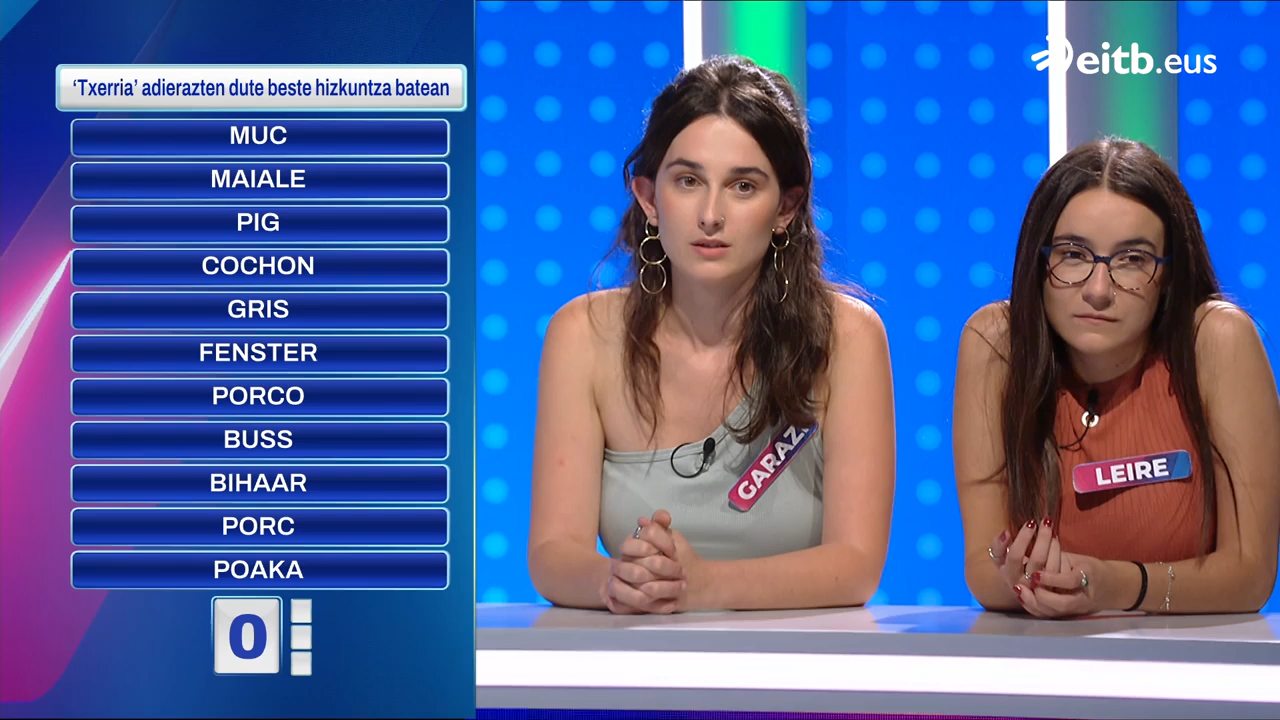 eitb.eus
'Txerria' adierazten dute beste hizkuntza batean
MUC
MAIALE
PIG
COCHON
GRIS
FENSTER
PORCO
BUSS
BIHAAR
PORC
POAKA
0
GARAZI
LEIRE